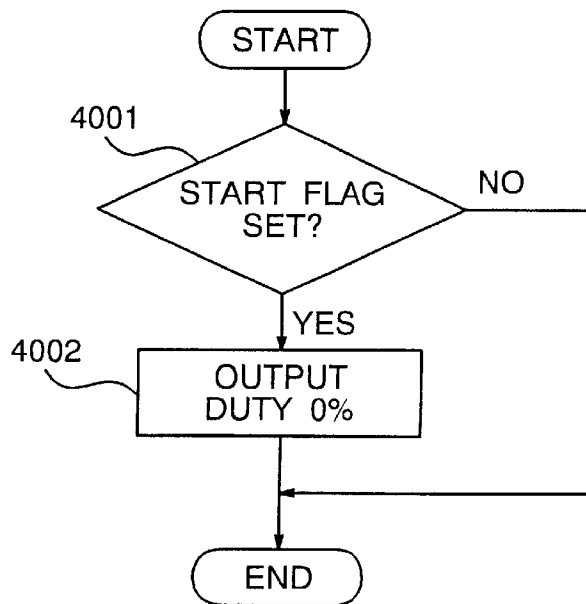 START
4001
START FLAG
SET?
NO
YES
4002
OUTPUT
DUTY 0%
END